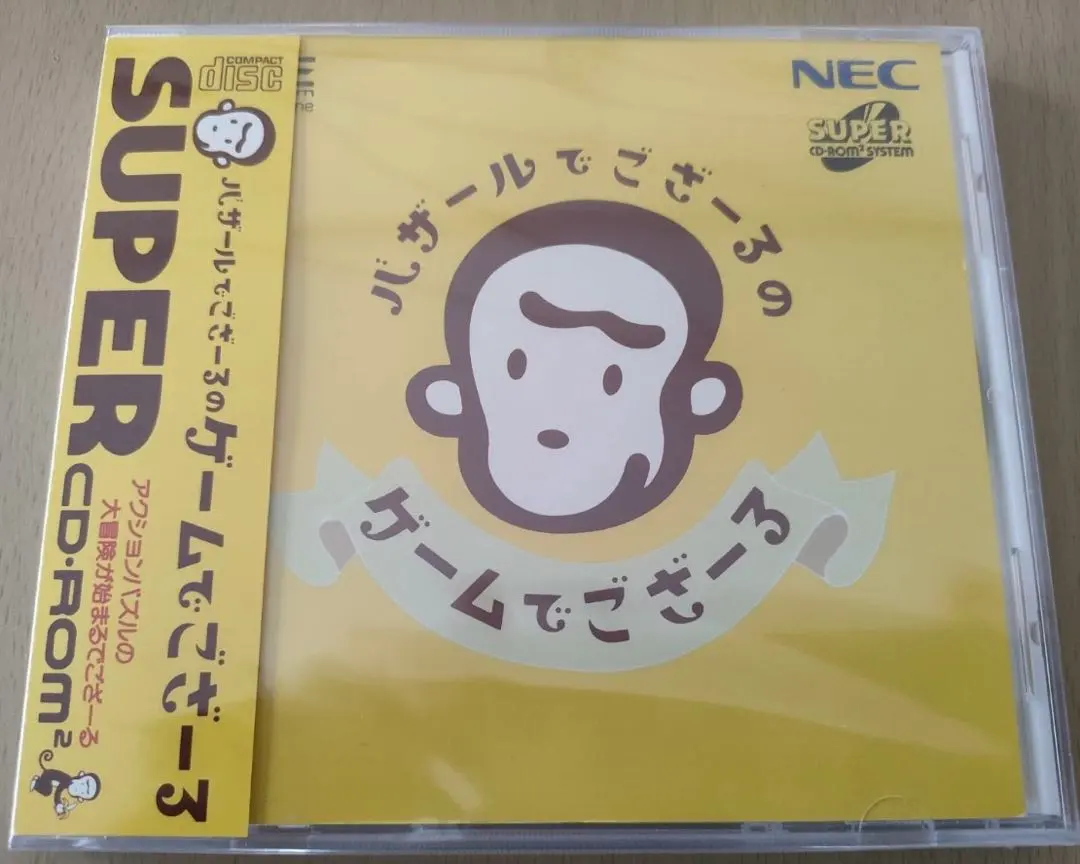 COMPACT
disc
SUPER CD-ROM²
バザールでござーるのゲームでござーる
アクションパズルの
大冒険が始まるでござーる
NEC
SUPER
CD-ROM² SYSTEM
バザールでござーるの
ゲームでござーる